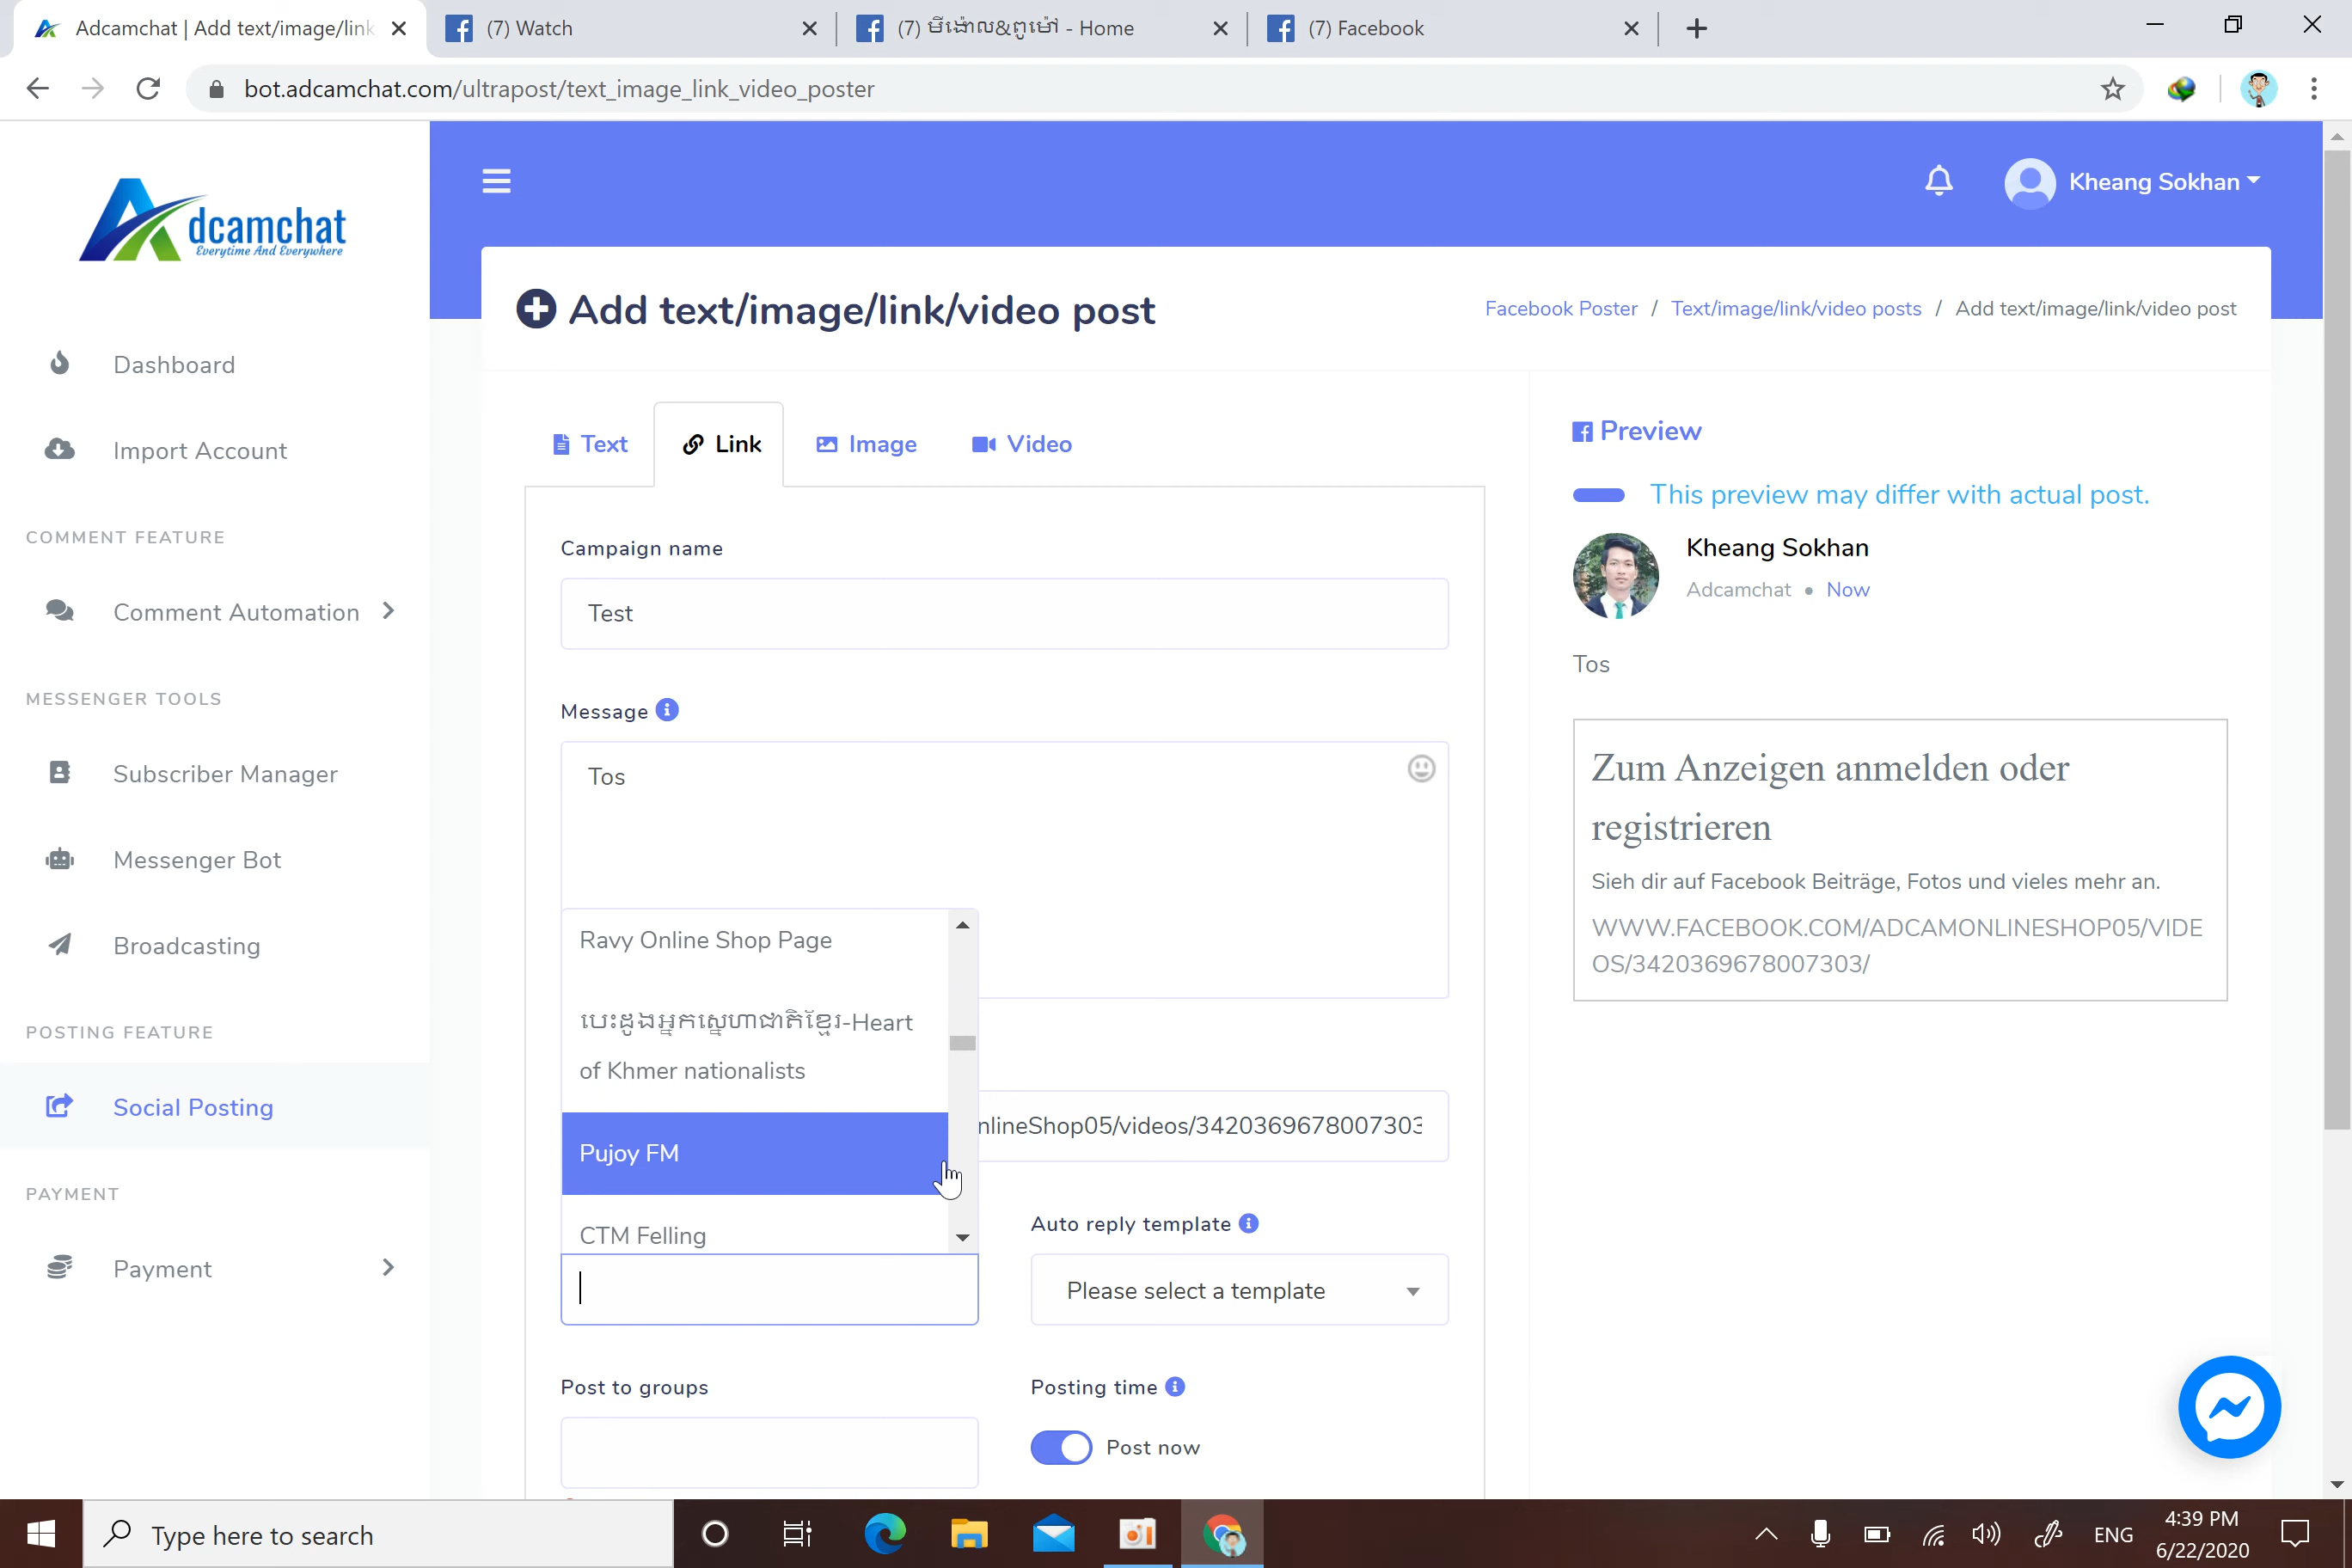 Adcamchat | Add text/image/link
(7) Watch
(7) មីង៉ោល&ពូម៉ៅ - Home
(7) Facebook
bot.adcamchat.com/ultrapost/text_image_link_video_poster
Adcamchat
Everytime And Everywhere
Kheang Sokhan
Add text/image/link/video post
Facebook Poster / Text/image/link/video posts / Add text/image/link/video post
Dashboard
Import Account
COMMENT FEATURE
Comment Automation
MESSENGER TOOLS
Subscriber Manager
Messenger Bot
Broadcasting
POSTING FEATURE
Social Posting
PAYMENT
Payment
Text
Link
Image
Video
Campaign name
Test
Message
Tos
Ravy Online Shop Page
បេះដូងអ្នកស្នេហាជាតិខ្មែរ-Heart
of Khmer nationalists
Pujoy FM
CTM Felling
nlineShop05/videos/3420369678007303
Auto reply template
Please select a template
Post to groups
Posting time
Post now
Preview
This preview may differ with actual post.
Kheang Sokhan
Adcamchat • Now
Tos
Zum Anzeigen anmelden oder
registrieren
Sieh dir auf Facebook Beiträge, Fotos und vieles mehr an.
WWW.FACEBOOK.COM/ADCAMONLINESHOP05/VIDE
OS/3420369678007303/
Type here to search
ENG
4:39 PM
6/22/2020